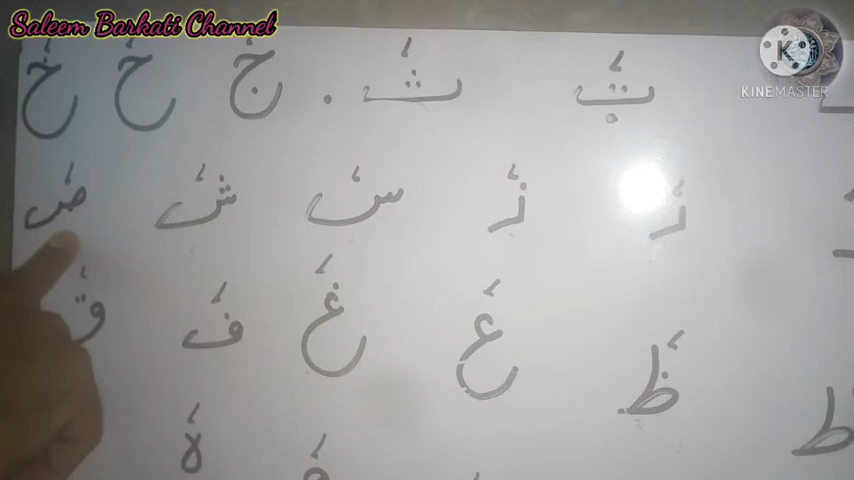 Saleem Barkati Channel
KINEMASTER
تَ ثَ جَ حَ خَ
رَ زَ سَ شَ صَ
ظَ عَ غَ فَ قَ
وَ هَ